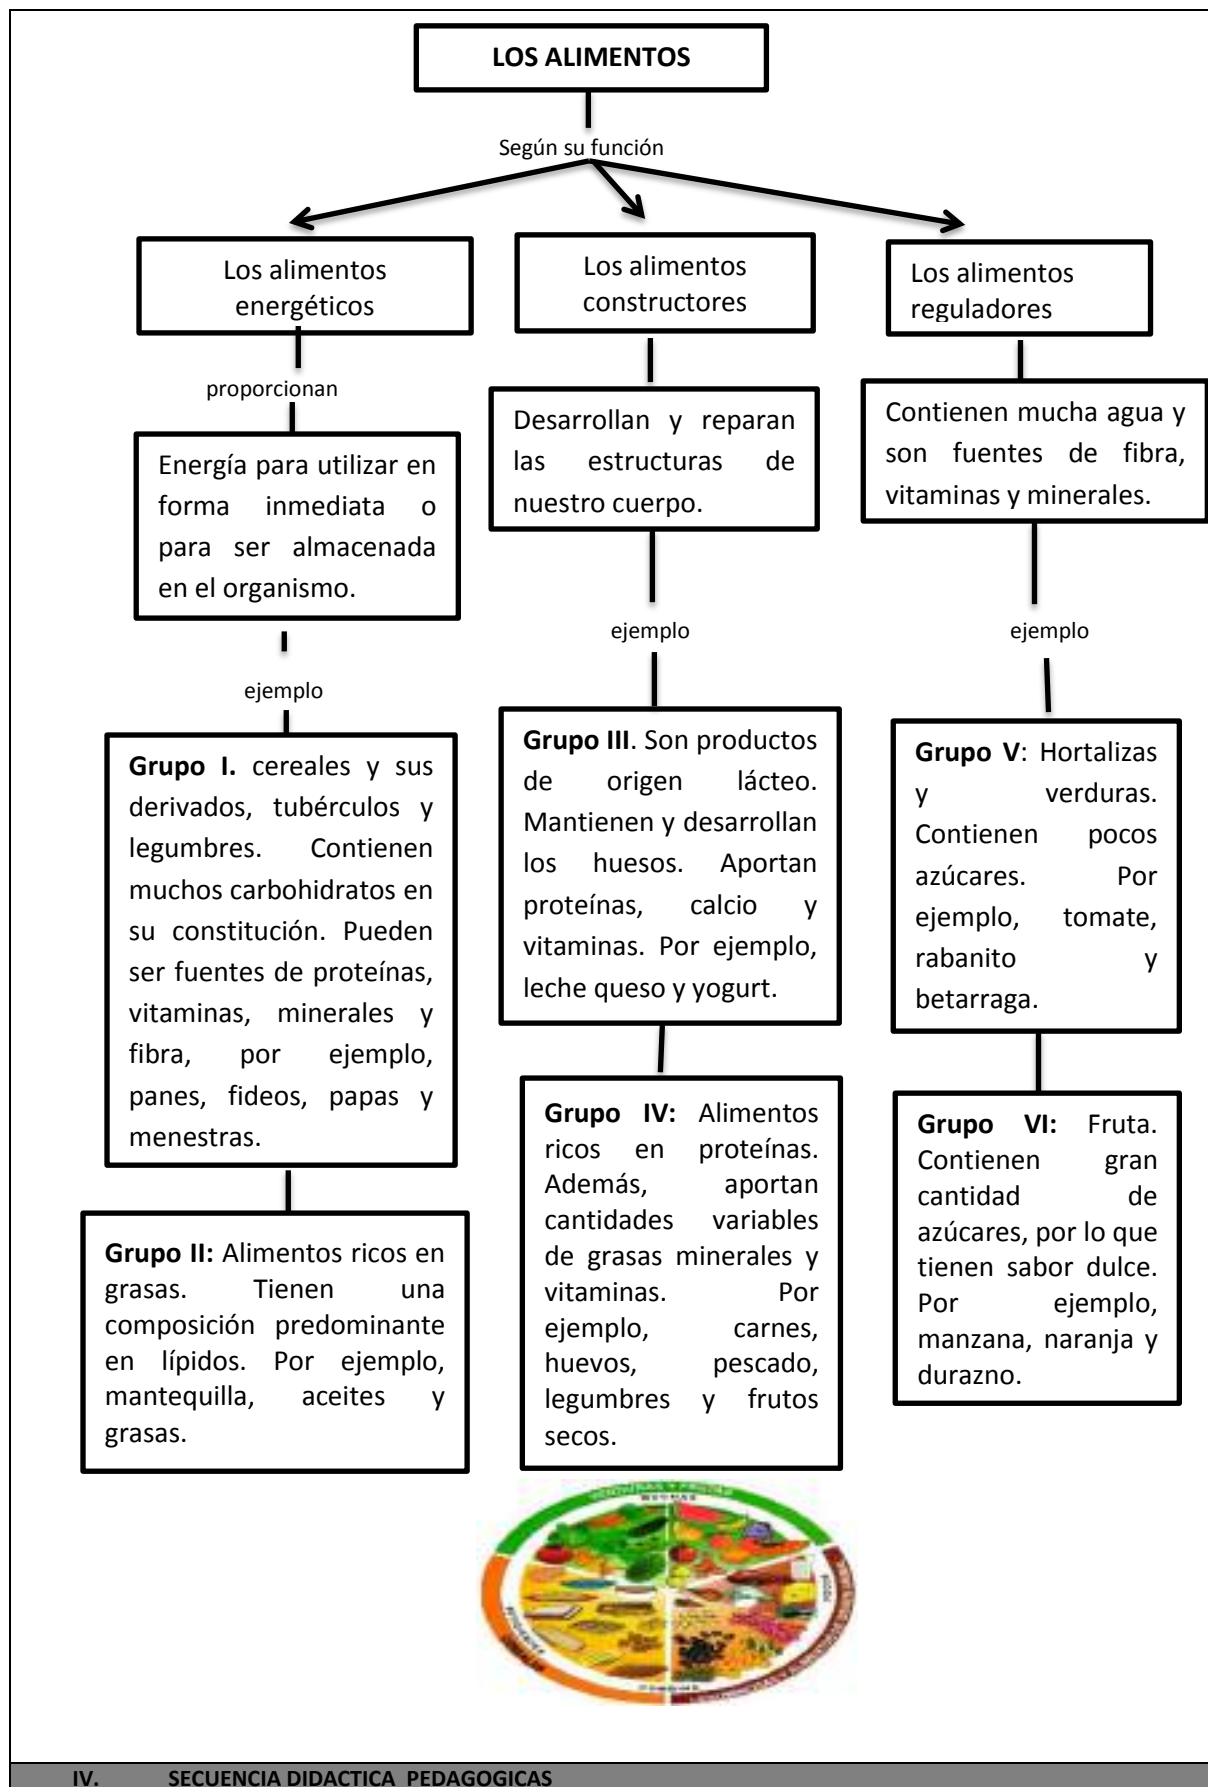 LOS ALIMENTOS
Según su función
Los alimentos
energéticos
proporcionan
Energía para utilizar en
forma inmediata o
para ser almacenada
en el organismo.
ejemplo
Grupo I. cereales y sus
derivados, tubérculos y
legumbres. Contienen
muchos carbohidratos en
su constitución. Pueden
ser fuentes de proteínas,
vitaminas, minerales y
fibra, por ejemplo,
panes, fideos, papas y
menestras.
Grupo II: Alimentos ricos en
grasas. Tienen una
composición predominante
en lípidos. Por ejemplo,
mantequilla, aceites y
grasas.
Los alimentos
constructores
Desarrollan y reparan
las estructuras de
nuestro cuerpo.
ejemplo
Grupo III. Son productos
de origen lácteo.
Mantienen y desarrollan
los huesos. Aportan
proteínas, calcio y
vitaminas. Por ejemplo,
leche queso y yogurt.
Grupo IV: Alimentos
ricos en proteínas.
Además, aportan
cantidades variables
de grasas minerales y
vitaminas. Por
ejemplo, carnes,
huevos, pescado,
legumbres y frutos
secos.
Los alimentos
reguladores
Contienen mucha agua y
son fuentes de fibra,
vitaminas y minerales.
ejemplo
Grupo V: Hortalizas
y verduras.
Contienen pocos
azúcares. Por
ejemplo, tomate,
rabanito y
betarraga.
Grupo VI: Fruta.
Contienen gran
cantidad de
azúcares, por lo que
tienen sabor dulce.
Por ejemplo,
manzana, naranja y
durazno.
VERDURAS Y FRUTAS
IV. SECUENCIA DIDACTICA PEDAGOGICAS